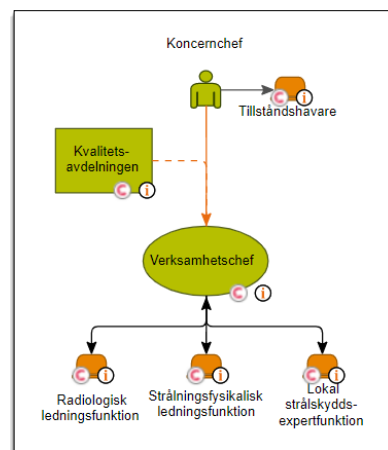 Koncernchef
Tillståndshavare
Kvalitets-
avdelningen
C i
Verksamhetschef
Radiologisk
ledningsfunktion
Strålningsfysikalisk
ledningsfunktion
Lokal
strålskydds-
expertfunktion